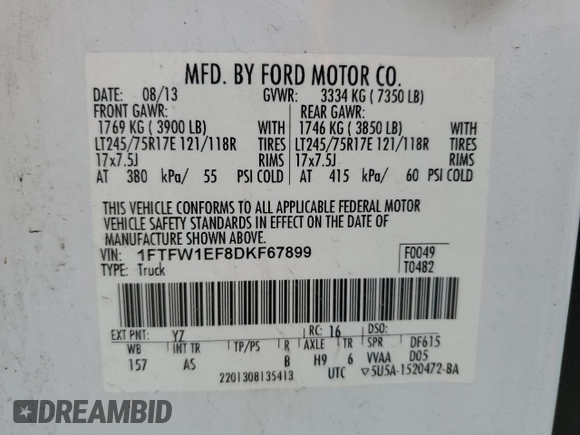 MFD. BY FORD MOTOR CO.
DATE: 08/13 GVWR: 3334 KG ( 7350 LB)
FRONT GAWR: REAR GAWR:
1769 KG ( 3900 LB) WITH 1746 KG ( 3850 LB) WITH
LT245/75R17E 121/118R TIRES LT245/75R17E 121/118R TIRES
17x7.5J RIMS 17x7.5J RIMS
AT 380 kPa/ 55 PSI COLD AT 415 kPa/ 60 PSI COLD
THIS VEHICLE CONFORMS TO ALL APPLICABLE FEDERAL MOTOR
VEHICLE SAFETY STANDARDS IN EFFECT ON THE DATE OF
MANUFACTURE SHOWN ABOVE.
VIN: 1FTFW1EF8DKF67899 F0049
TYPE: Truck T0482
EXT PNT: Y7 RC: 16 DSO:
WB INT TR TP/PS R AXLE TR SPR DF615
157 AS B H9 6 VVAA D05
2201308135413 UTC ▽5U5A-1520472-BA
DREAMBID